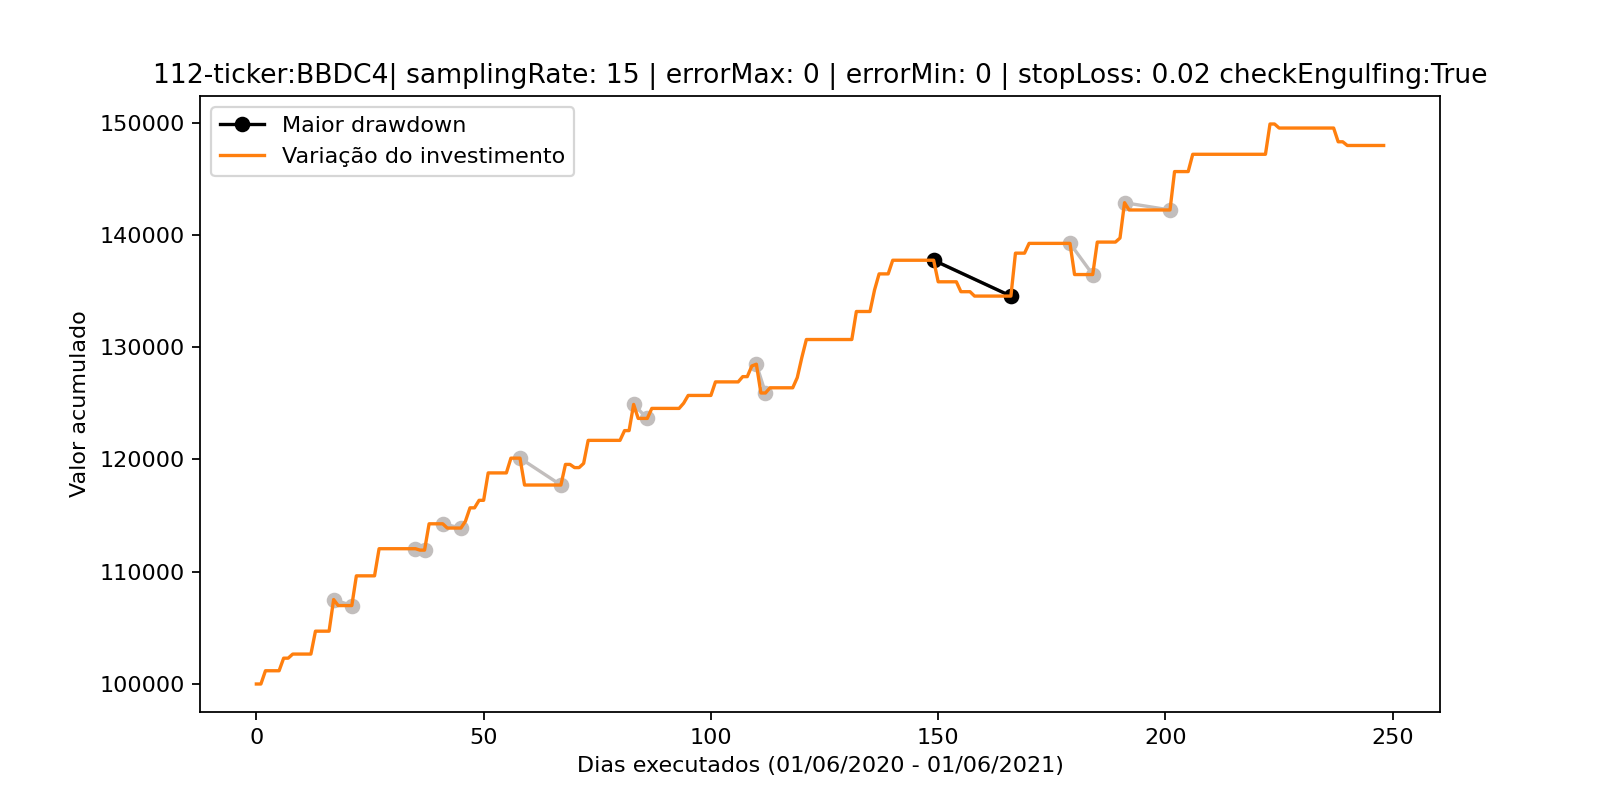 112-ticker:BBDC4| samplingRate: 15 | errorMax: 0 | errorMin: 0 | stopLoss: 0.02 checkEngulfing:True
Maior drawdown
Variação do investimento
Valor acumulado
150000
140000
130000
120000
110000
100000
0 50 100 150 200 250
Dias executados (01/06/2020 - 01/06/2021)